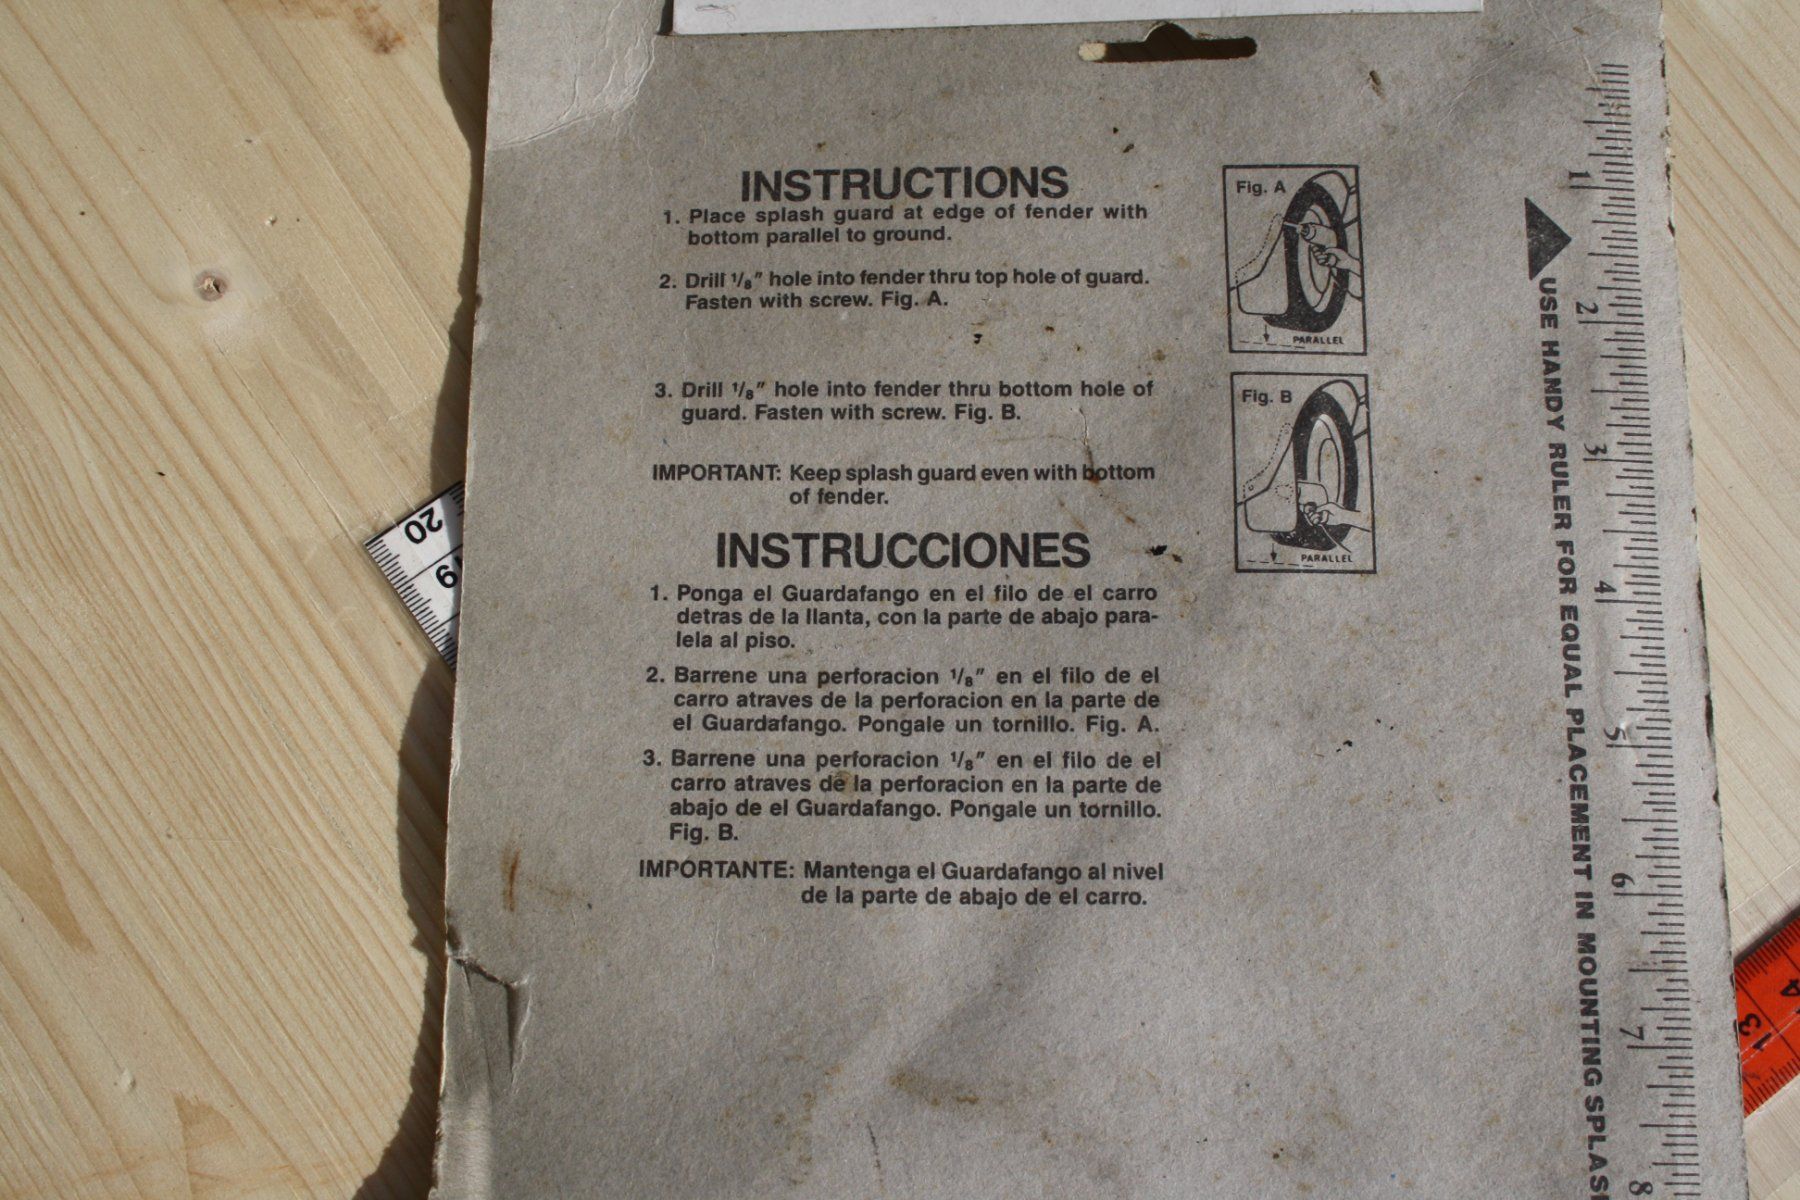 INSTRUCTIONS
1. Place splash guard at edge of fender with
bottom parallel to ground.
2. Drill 1/8" hole into fender thru top hole of guard.
Fasten with screw. Fig. A.
3. Drill 1/8" hole into fender thru bottom hole of
guard. Fasten with screw. Fig. B.
IMPORTANT: Keep splash guard even with bottom
of fender.
INSTRUCCIONES
1. Ponga el Guardafango en el filo de el carro
detras de la llanta, con la parte de abajo para-
lela al piso.
2. Barrene una perforacion 1/8" en el filo de el
carro atraves de la perforacion en la parte de
el Guardafango. Pongale un tornillo. Fig. A.
3. Barrene una perforacion 1/8" en el filo de el
carro atraves de la perforacion en la parte de
abajo de el Guardafango. Pongale un tornillo.
Fig. B.
IMPORTANTE: Mantenga el Guardafango al nivel
de la parte de abajo de el carro.
Fig. A
PARALLEL
Fig. B
PARALLEL
USE HANDY RULER FOR EQUAL PLACEMENT IN MOUNTING SPLAS
1
2
3
4
5
6
7
8
20
19
13
14